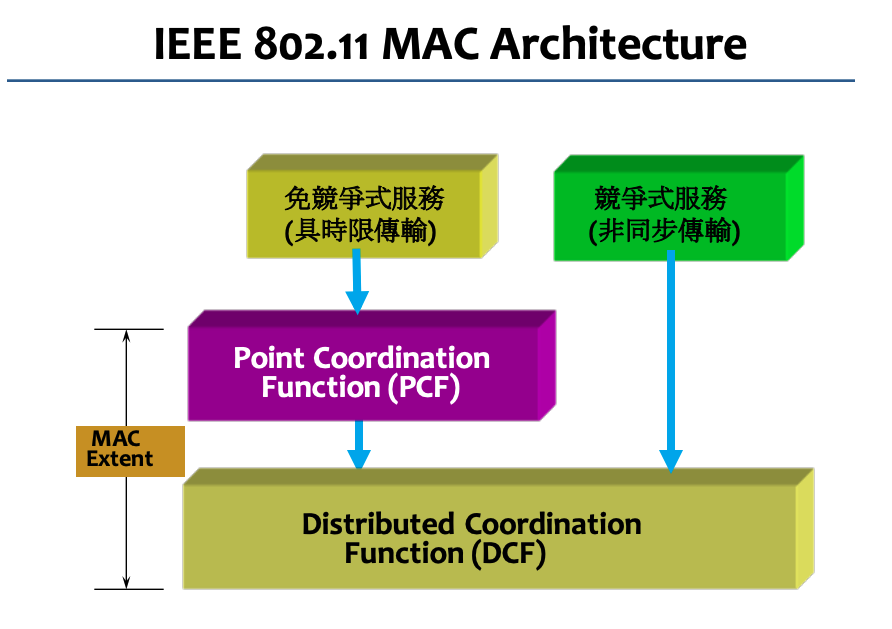 IEEE 802.11 MAC Architecture
免競爭式服務
(具時限傳輸)
競爭式服務
(非同步傳輸)
Point Coordination
Function (PCF)
MAC
Extent
Distributed Coordination
Function (DCF)